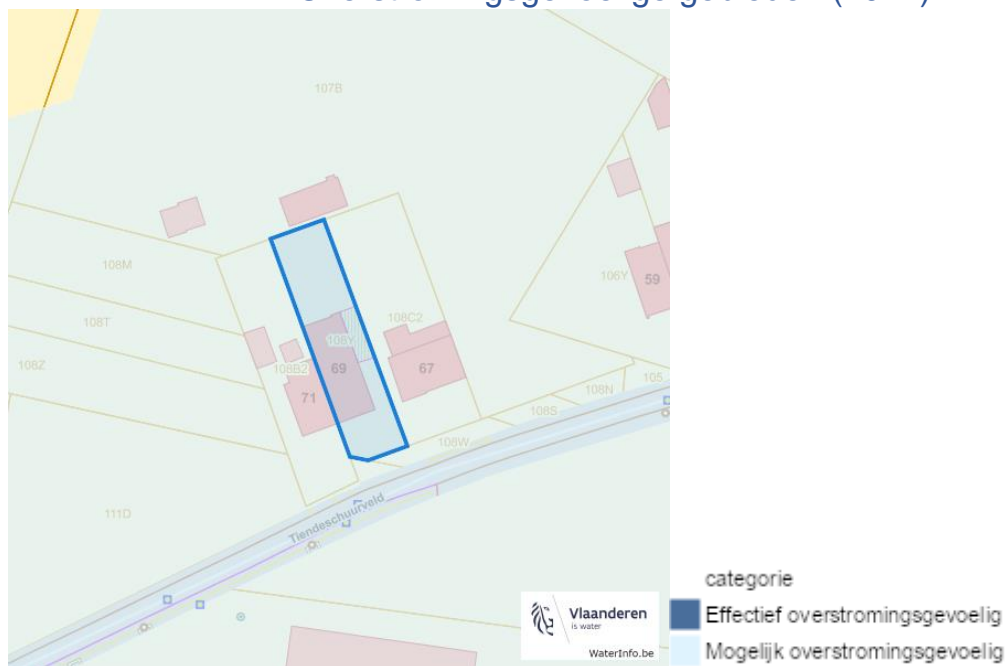 107B
108M
106Y
59
108T
108C2
108Y
108Z
108B2
69
67
71
108N
105
108S
108W
111D
Tiendeschuurveld
Vlaanderen
is water
WaterInfo.be
categorie
Effectief overstromingsgevoelig
Mogelijk overstromingsgevoelig